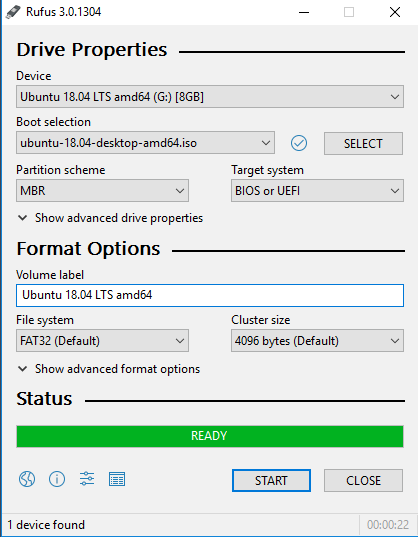 Rufus 3.0.1304
Drive Properties
Device
Ubuntu 18.04 LTS amd64 (G:) [8GB]
Boot selection
ubuntu-18.04-desktop-amd64.iso
SELECT
Partition scheme
Target system
MBR
BIOS or UEFI
Show advanced drive properties
Format Options
Volume label
Ubuntu 18.04 LTS amd64
File system
Cluster size
FAT32 (Default)
4096 bytes (Default)
Show advanced format options
Status
READY
START
CLOSE
1 device found
00:00:22